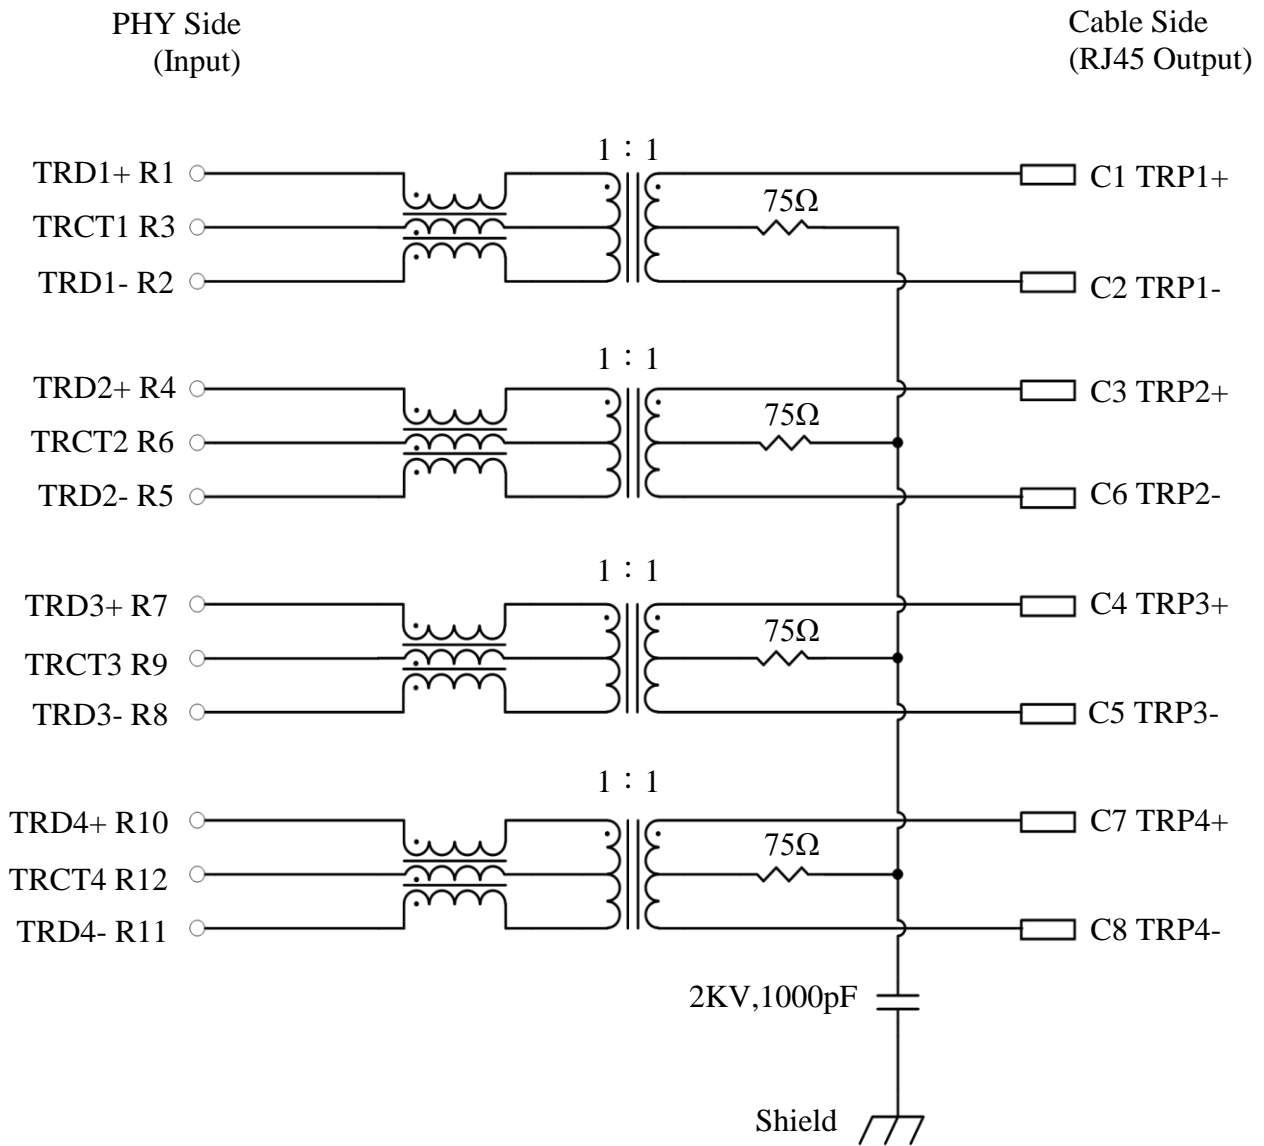 PHY Side
(Input)
Cable Side
(RJ45 Output)
1 : 1
TRD1+ R1
C1 TRP1+
75Ω
TRCT1 R3
TRD1- R2
C2 TRP1-
1 : 1
TRD2+ R4
C3 TRP2+
75Ω
TRCT2 R6
TRD2- R5
C6 TRP2-
1 : 1
TRD3+ R7
C4 TRP3+
75Ω
TRCT3 R9
TRD3- R8
C5 TRP3-
1 : 1
TRD4+ R10
C7 TRP4+
75Ω
TRCT4 R12
TRD4- R11
C8 TRP4-
2KV,1000pF
Shield